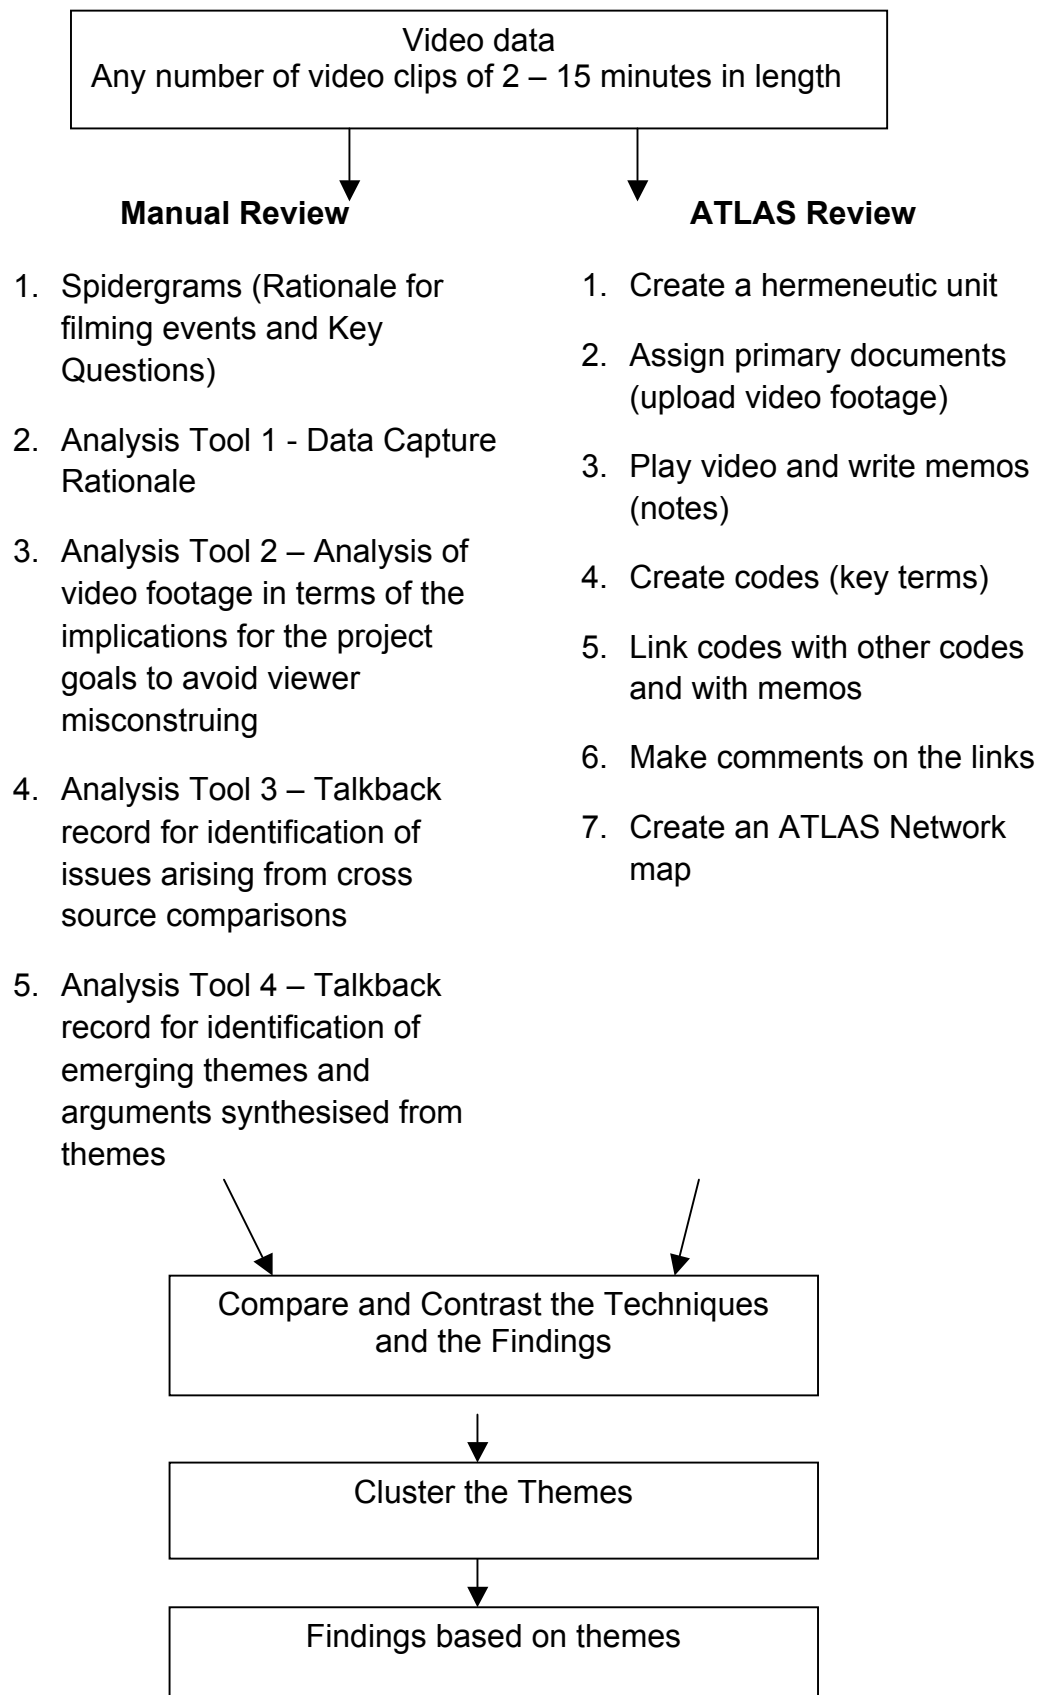 Video data
Any number of video clips of 2 – 15 minutes in length
Manual Review
1. Spidergrams (Rationale for
filming events and Key
Questions)
2. Analysis Tool 1 - Data Capture
Rationale
3. Analysis Tool 2 – Analysis of
video footage in terms of the
implications for the project
goals to avoid viewer
misconstruing
4. Analysis Tool 3 – Talkback
record for identification of
issues arising from cross
source comparisons
5. Analysis Tool 4 – Talkback
record for identification of
emerging themes and
arguments synthesised from
themes
ATLAS Review
1. Create a hermeneutic unit
2. Assign primary documents
(upload video footage)
3. Play video and write memos
(notes)
4. Create codes (key terms)
5. Link codes with other codes
and with memos
6. Make comments on the links
7. Create an ATLAS Network
map
Compare and Contrast the Techniques
and the Findings
Cluster the Themes
Findings based on themes